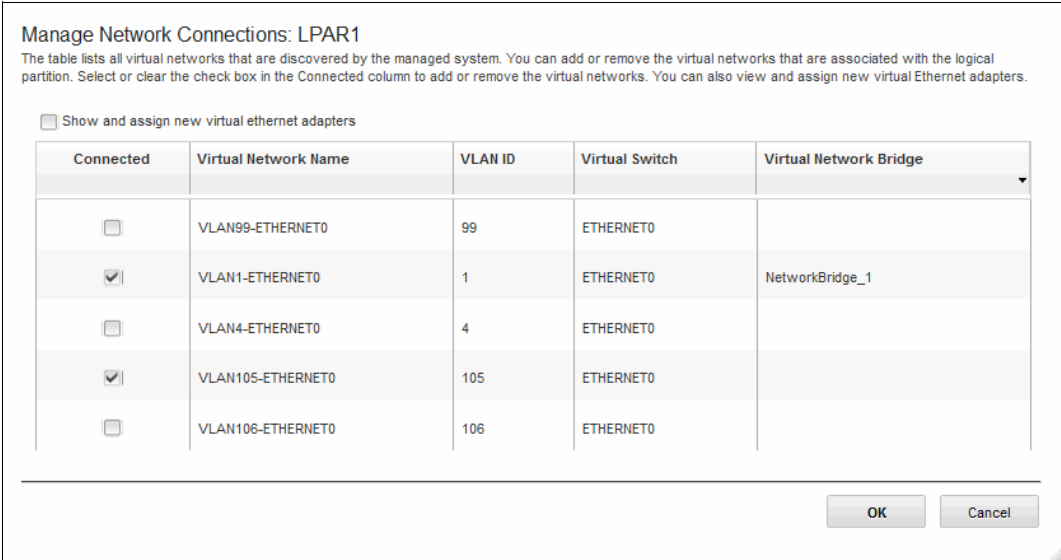 Manage Network Connections: LPAR1
The table lists all virtual networks that are discovered by the managed system. You can add or remove the virtual networks that are associated with the logical
partition. Select or clear the check box in the Connected column to add or remove the virtual networks. You can also view and assign new virtual Ethernet adapters.
Show and assign new virtual ethernet adapters
Connected Virtual Network Name VLAN ID Virtual Switch Virtual Network Bridge
VLAN99-ETHERNET0 99 ETHERNET0
VLAN1-ETHERNET0 1 ETHERNET0 NetworkBridge_1
VLAN4-ETHERNET0 4 ETHERNET0
VLAN105-ETHERNET0 105 ETHERNET0
VLAN106-ETHERNET0 106 ETHERNET0
OK Cancel